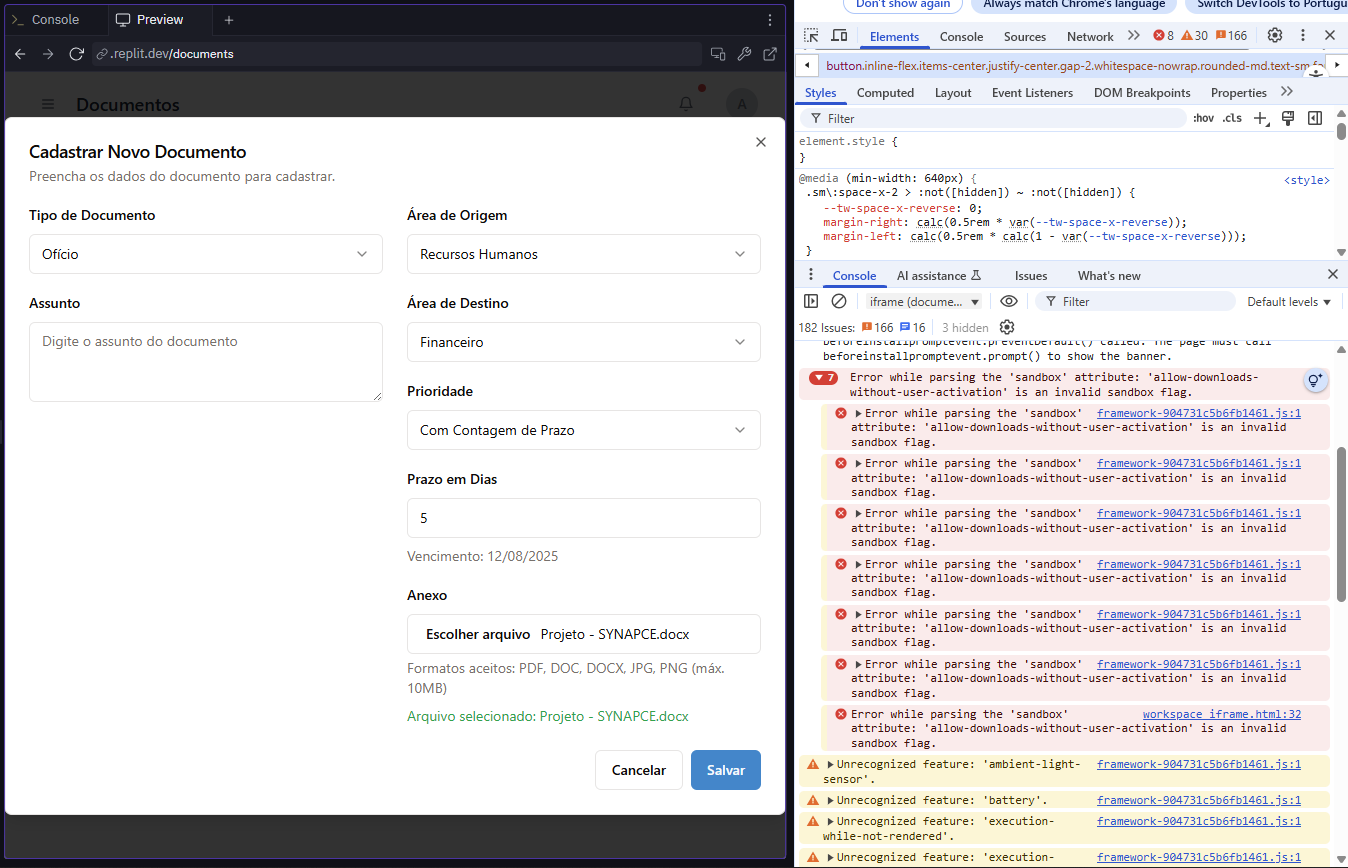 Console
Preview
.replit.dev/documents
Documentos
A
Cadastrar Novo Documento
Preencha os dados do documento para cadastrar.
Tipo de Documento
Área de Origem
Ofício
Recursos Humanos
Assunto
Área de Destino
Digite o assunto do documento
Financeiro
Prioridade
Com Contagem de Prazo
Prazo em Dias
5
Vencimento: 12/08/2025
Anexo
Escolher arquivo Projeto - SYNAPCE.docx
Formatos aceitos: PDF, DOC, DOCX, JPG, PNG (máx.
10MB)
Arquivo selecionado: Projeto - SYNAPCE.docx
Cancelar
Salvar
Don't show again
Always match Chrome's language
Switch DevTools to Portugu
Elements
Console
Sources
Network
8
30
166
button.inline-flex.items-center.justify-center.gap-2.whitespace-nowrap.rounded-md.text-sm.fo
Styles
Computed
Layout
Event Listeners
DOM Breakpoints
Properties
Filter
:hov
.cls
element.style {
}
@media (min-width: 640px) {
<style>
.sm\:space-x-2 > :not([hidden]) ~ :not([hidden]) {
--tw-space-x-reverse: 0;
margin-right: calc(0.5rem * var(--tw-space-x-reverse));
margin-left: calc(0.5rem * calc(1 - var(--tw-space-x-reverse)));
}
Console
AI assistance
Issues
What's new
iframe (docume...
Filter
Default levels
182 Issues: 166 16
3 hidden
beforeinstallpromptevent.preventDefault() called. The page must call
beforeinstallpromptevent.prompt() to show the banner.
7 Error while parsing the 'sandbox' attribute: 'allow-downloads-
without-user-activation' is an invalid sandbox flag.
Error while parsing the 'sandbox' framework-904731c5b6fb1461.js:1
attribute: 'allow-downloads-without-user-activation' is an invalid
sandbox flag.
Error while parsing the 'sandbox' framework-904731c5b6fb1461.js:1
attribute: 'allow-downloads-without-user-activation' is an invalid
sandbox flag.
Error while parsing the 'sandbox' framework-904731c5b6fb1461.js:1
attribute: 'allow-downloads-without-user-activation' is an invalid
sandbox flag.
Error while parsing the 'sandbox' framework-904731c5b6fb1461.js:1
attribute: 'allow-downloads-without-user-activation' is an invalid
sandbox flag.
Error while parsing the 'sandbox' framework-904731c5b6fb1461.js:1
attribute: 'allow-downloads-without-user-activation' is an invalid
sandbox flag.
Error while parsing the 'sandbox' framework-904731c5b6fb1461.js:1
attribute: 'allow-downloads-without-user-activation' is an invalid
sandbox flag.
Error while parsing the 'sandbox' workspace iframe.html:32
attribute: 'allow-downloads-without-user-activation' is an invalid
sandbox flag.
Unrecognized feature: 'ambient-light- framework-904731c5b6fb1461.js:1
sensor'.
Unrecognized feature: 'battery'. framework-904731c5b6fb1461.js:1
Unrecognized feature: 'execution- framework-904731c5b6fb1461.js:1
while-not-rendered'.
Unrecognized feature: 'execution- framework-904731c5b6fb1461.js:1